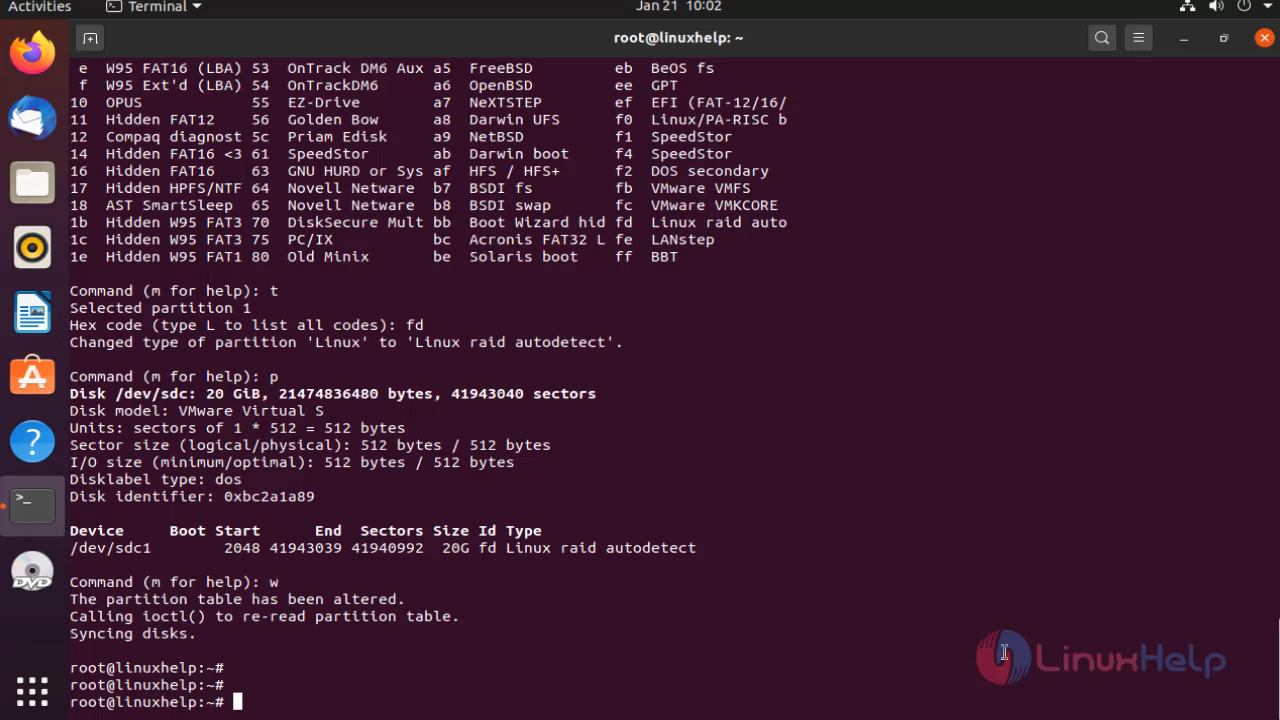 Activities Terminal Jan 21 10:02
root@linuxhelp: ~
e W95 FAT16 (LBA) 53 OnTrack DM6 Aux a5 FreeBSD eb BeOS fs
f W95 Ext'd (LBA) 54 OnTrackDM6 a6 OpenBSD ee GPT
10 OPUS 55 EZ-Drive a7 NeXTSTEP ef EFI (FAT-12/16/
11 Hidden FAT12 56 Golden Bow a8 Darwin UFS f0 Linux/PA-RISC b
12 Compaq diagnost 5c Priam Edisk a9 NetBSD f1 SpeedStor
14 Hidden FAT16 <3 61 SpeedStor ab Darwin boot f4 SpeedStor
16 Hidden FAT16 63 GNU HURD or Sys af HFS / HFS+ f2 DOS secondary
17 Hidden HPFS/NTF 64 Novell Netware b7 BSDI fs fb VMware VMFS
18 AST SmartSleep 65 Novell Netware b8 BSDI swap fc VMware VMKCORE
1b Hidden W95 FAT3 70 DiskSecure Mult bb Boot Wizard hid fd Linux raid auto
1c Hidden W95 FAT3 75 PC/IX bc Acronis FAT32 L fe LANstep
1e Hidden W95 FAT1 80 Old Minix be Solaris boot ff BBT
Command (m for help): t
Selected partition 1
Hex code (type L to list all codes): fd
Changed type of partition 'Linux' to 'Linux raid autodetect'.
Command (m for help): p
Disk /dev/sdc: 20 GiB, 21474836480 bytes, 41943040 sectors
Disk model: VMware Virtual S
Units: sectors of 1 * 512 = 512 bytes
Sector size (logical/physical): 512 bytes / 512 bytes
I/O size (minimum/optimal): 512 bytes / 512 bytes
Disklabel type: dos
Disk identifier: 0xbc2a1a89
Device Boot Start End Sectors Size Id Type
/dev/sdc1 2048 41943039 41940992 20G fd Linux raid autodetect
Command (m for help): w
The partition table has been altered.
Calling ioctl() to re-read partition table.
Syncing disks.
root@linuxhelp:~#
root@linuxhelp:~#
root@linuxhelp:~#
LinuxHelp
DVD